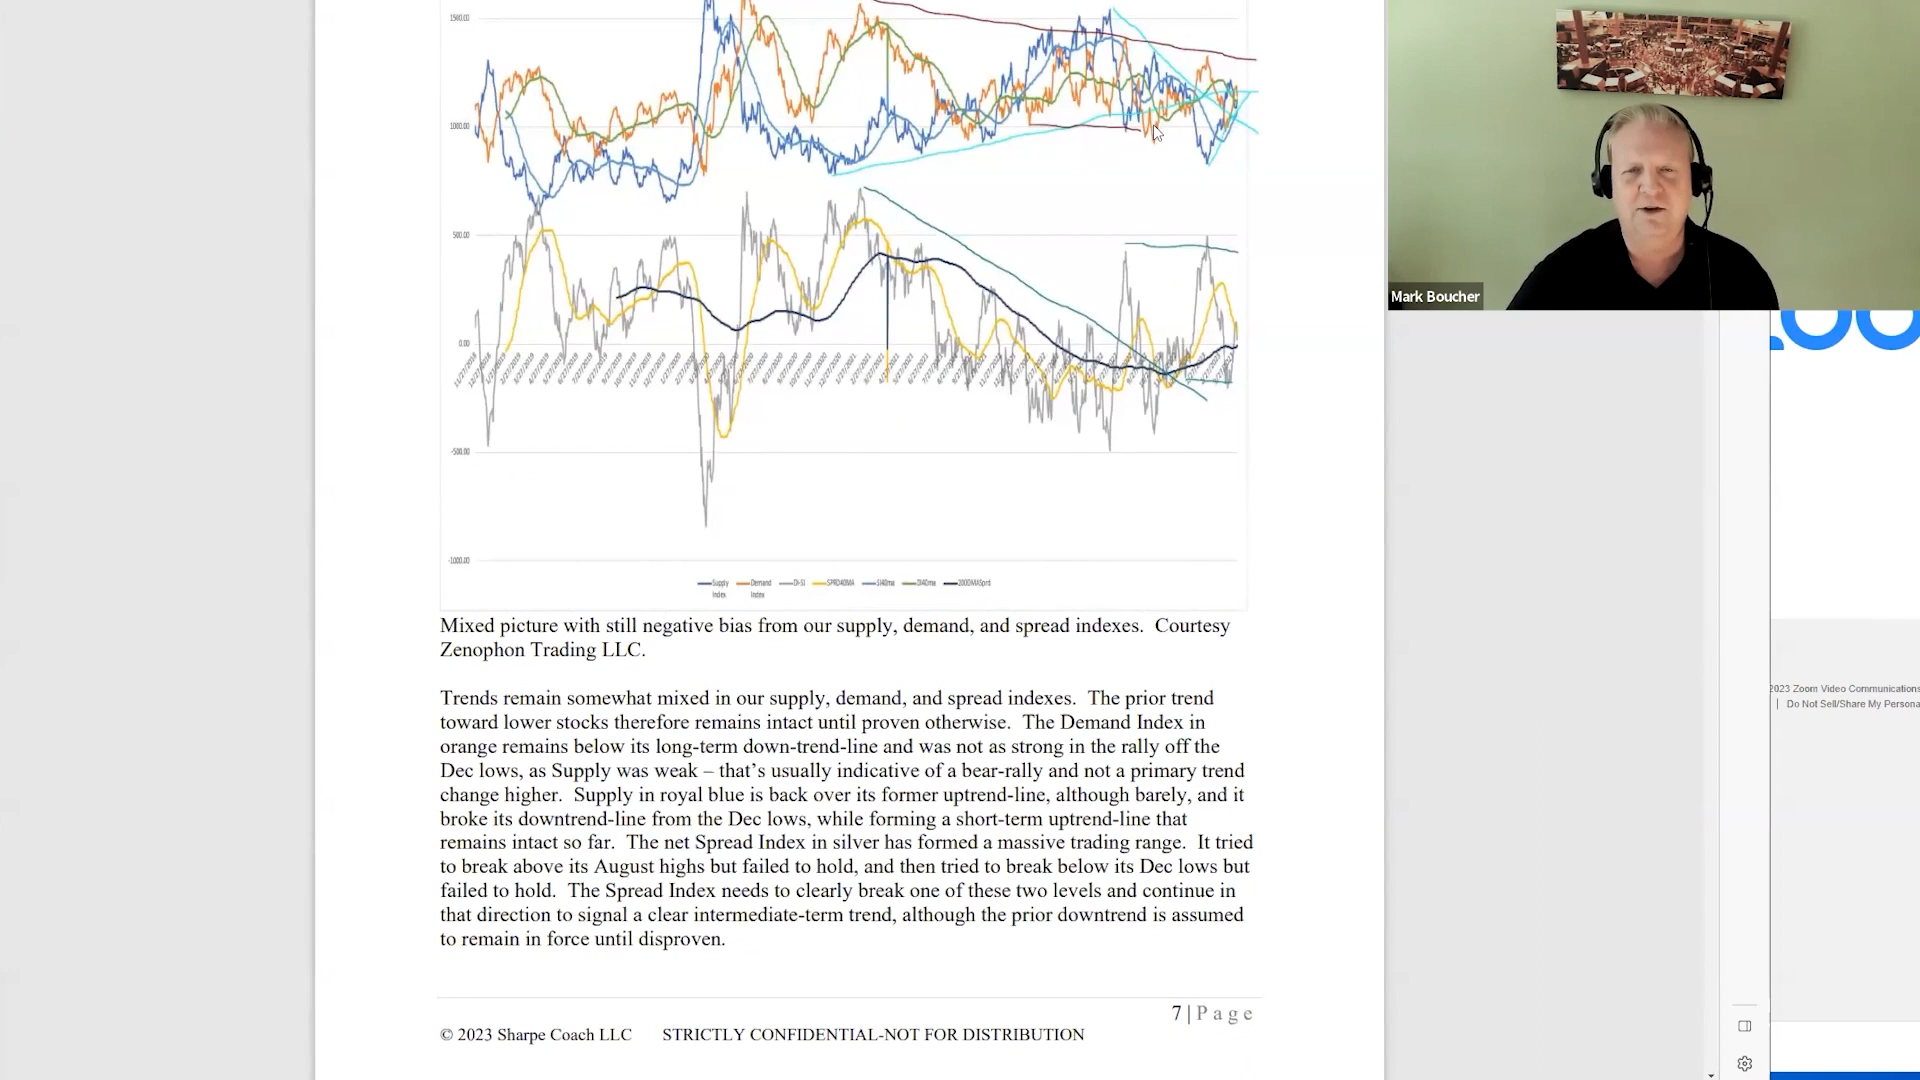 1500.00
1000.00
500.00
0.00
-500.00
-1000.00
Supply Index
Demand Index
DI-SI
SPRD40MA
SI40ma
DI40ma
200DMASprd
Mark Boucher
Mixed picture with still negative bias from our supply, demand, and spread indexes. Courtesy
Zenophon Trading LLC.
Trends remain somewhat mixed in our supply, demand, and spread indexes. The prior trend
toward lower stocks therefore remains intact until proven otherwise. The Demand Index in
orange remains below its long-term down-trend-line and was not as strong in the rally off the
Dec lows, as Supply was weak – that’s usually indicative of a bear-rally and not a primary trend
change higher. Supply in royal blue is back over its former uptrend-line, although barely, and it
broke its downtrend-line from the Dec lows, while forming a short-term uptrend-line that
remains intact so far. The net Spread Index in silver has formed a massive trading range. It tried
to break above its August highs but failed to hold, and then tried to break below its Dec lows but
failed to hold. The Spread Index needs to clearly break one of these two levels and continue in
that direction to signal a clear intermediate-term trend, although the prior downtrend is assumed
to remain in force until disproven.
7 | Page
© 2023 Sharpe Coach LLC STRICTLY CONFIDENTIAL-NOT FOR DISTRIBUTION
2023 Zoom Video Communications
| Do Not Sell/Share My Persona